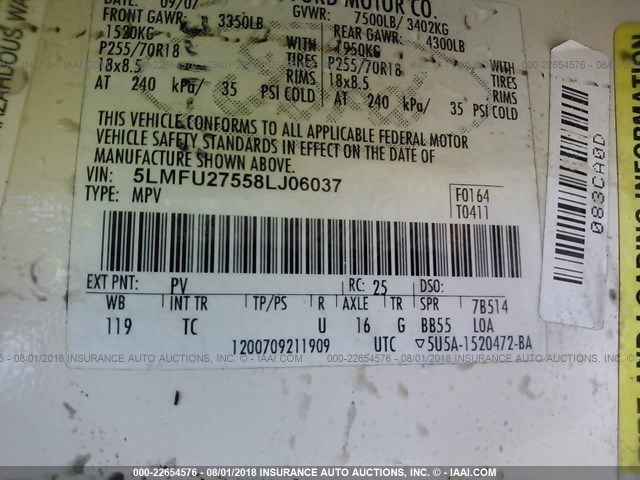 DATE: 09/07
FORD MOTOR CO.
FRONT GAWR: 3350LB
1520KG
P255/70R18
18x8.5
WITH
TIRES
RIMS
AT 240 kPa/ 35 PSI COLD
GVWR: 7500LB/ 3402KG
REAR GAWR: 4300LB
1950KG
P255/70R18
18x8.5
WITH
TIRES
RIMS
AT 240 kPa/ 35 PSI COLD
THIS VEHICLE CONFORMS TO ALL APPLICABLE FEDERAL MOTOR
VEHICLE SAFETY STANDARDS IN EFFECT ON THE DATE OF
MANUFACTURE SHOWN ABOVE.
VIN: 5LMFU27558LJ06037
TYPE: MPV
F0164
T0411
EXT PNT: PV RC: 25 DSO:
WB INT TR TP/PS R AXLE TR SPR 7B514
119 TC U 16 G BB55 LOA
1200709211909 UTC ▽5U5A-1520472-BA
083CA0D
LOADING INFORMATION
000-22654576 - 08/01/2018 INSURANCE AUTO AUCTIONS, INC. - © IAAI.COM